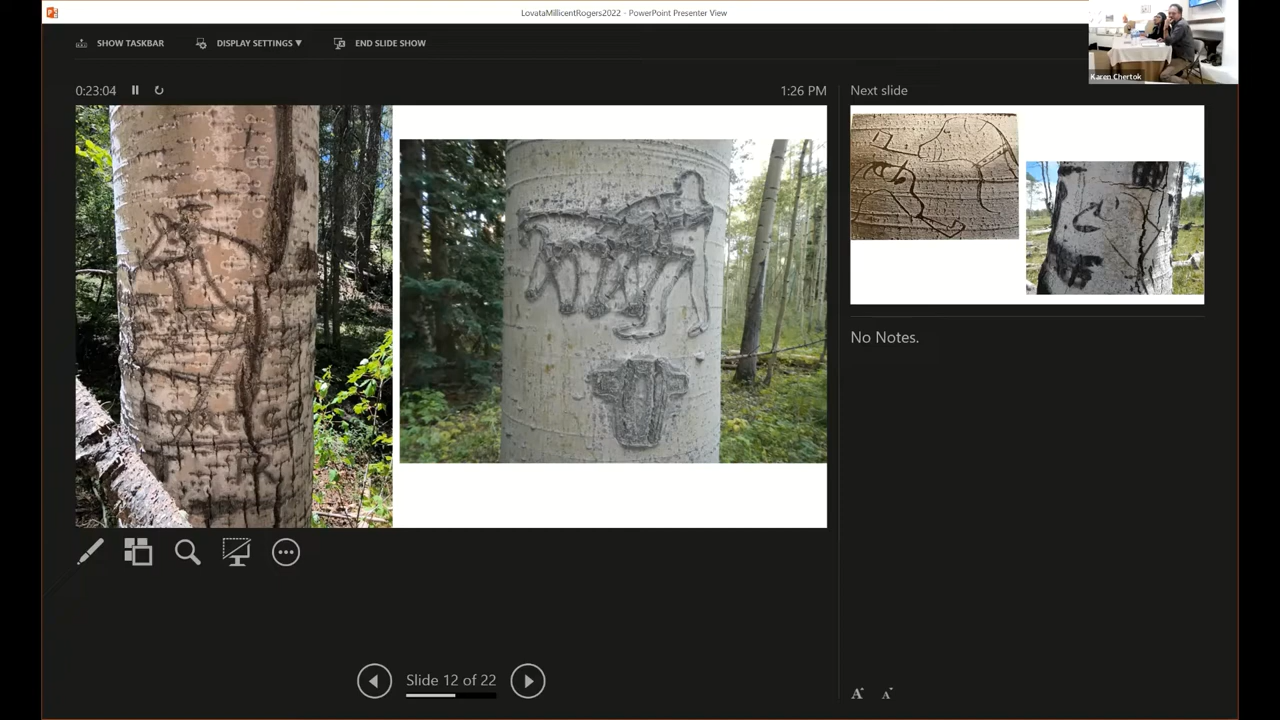 LovataMillicentRogers2022 - PowerPoint Presenter View
SHOW TASKBAR
DISPLAY SETTINGS ▼
END SLIDE SHOW
Karen Chertok
0:23:04
1:26 PM
Next slide
No Notes.
Slide 12 of 22
A
A